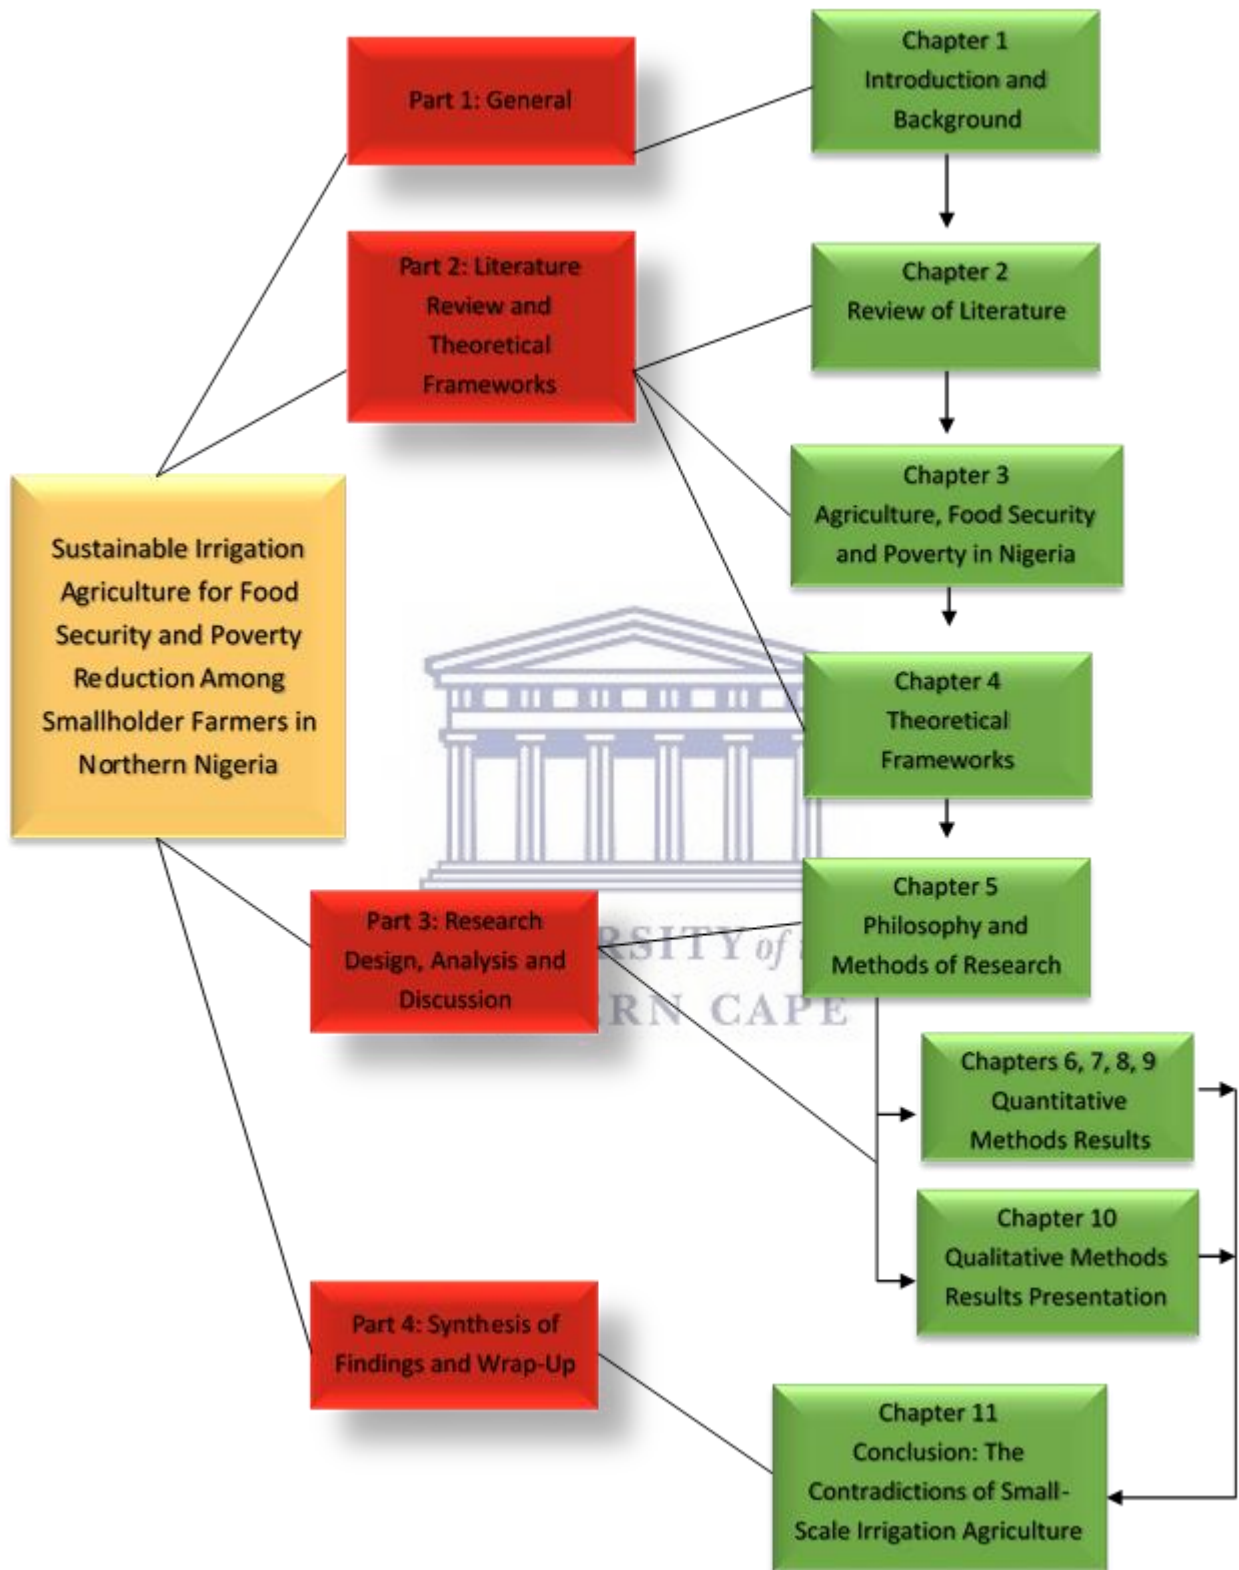 Part 1: General
Chapter 1
Introduction and
Background
Part 2: Literature
Review and
Theoretical
Frameworks
Chapter 2
Review of Literature
Chapter 3
Agriculture, Food Security
and Poverty in Nigeria
Sustainable Irrigation
Agriculture for Food
Security and Poverty
Reduction Among
Smallholder Farmers in
Northern Nigeria
Chapter 4
Theoretical
Frameworks
Part 3: Research
Design, Analysis and
Discussion
Chapter 5
Philosophy and
Methods of Research
RSITY of
ERN CAPE
Chapters 6, 7, 8, 9
Quantitative
Methods Results
Chapter 10
Qualitative Methods
Results Presentation
Part 4: Synthesis of
Findings and Wrap-Up
Chapter 11
Conclusion: The
Contradictions of Small-
Scale Irrigation Agriculture